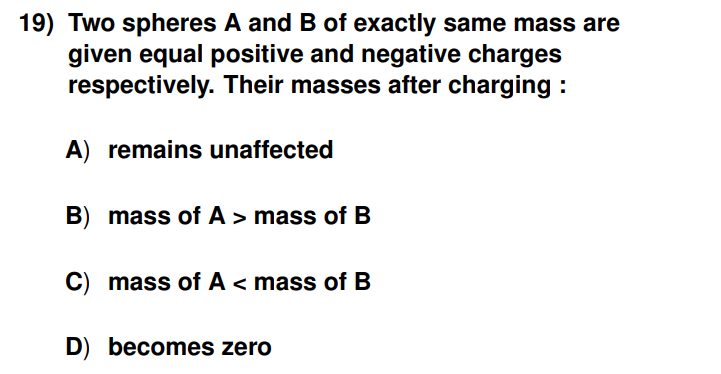 19) Two spheres A and B of exactly same mass are
given equal positive and negative charges
respectively. Their masses after charging :
A) remains unaffected
B) mass of A > mass of B
C) mass of A < mass of B
D) becomes zero